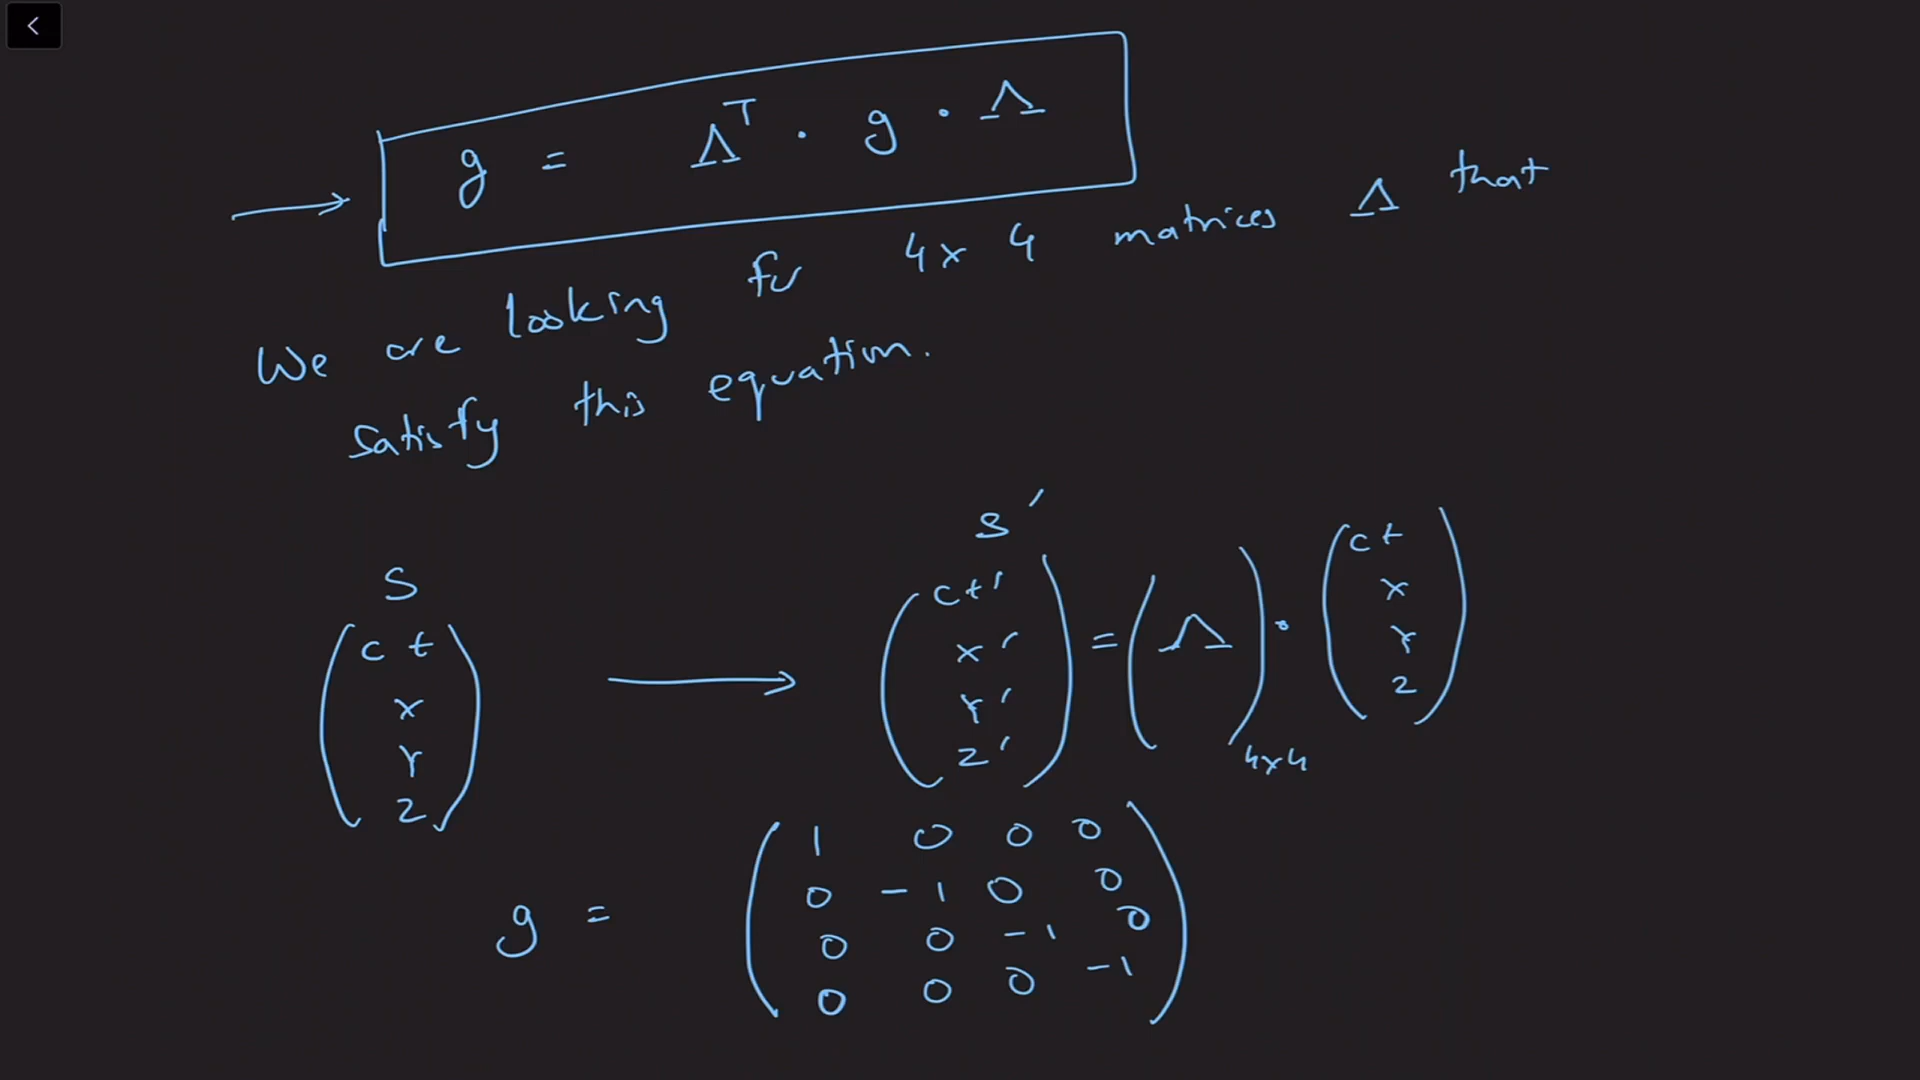 g = Λᵀ · g · Λ
We are looking for 4x4 matrices Λ that
satisfy this equation.
S
S'
(ct x y z) → (ct' x' y' z') = (Λ)4x4 · (ct x y z)
g =
1 0 0 0
0 -1 0 0
0 0 -1 0
0 0 0 -1